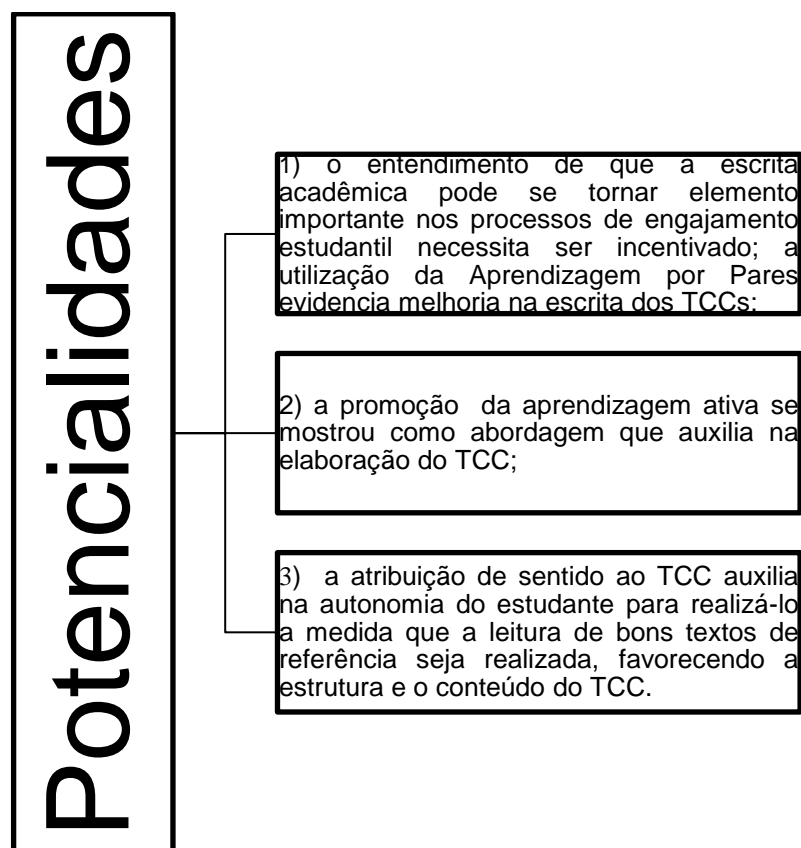 Potencialidades
1) o entendimento de que a escrita
acadêmica pode se tornar elemento
importante nos processos de engajamento
estudantil necessita ser incentivado; a
utilização da Aprendizagem por Pares
evidencia melhoria na escrita dos TCCs;
2) a promoção da aprendizagem ativa se
mostrou como abordagem que auxilia na
elaboração do TCC;
3) a atribuição de sentido ao TCC auxilia
na autonomia do estudante para realizá-lo
a medida que a leitura de bons textos de
referência seja realizada, favorecendo a
estrutura e o conteúdo do TCC.